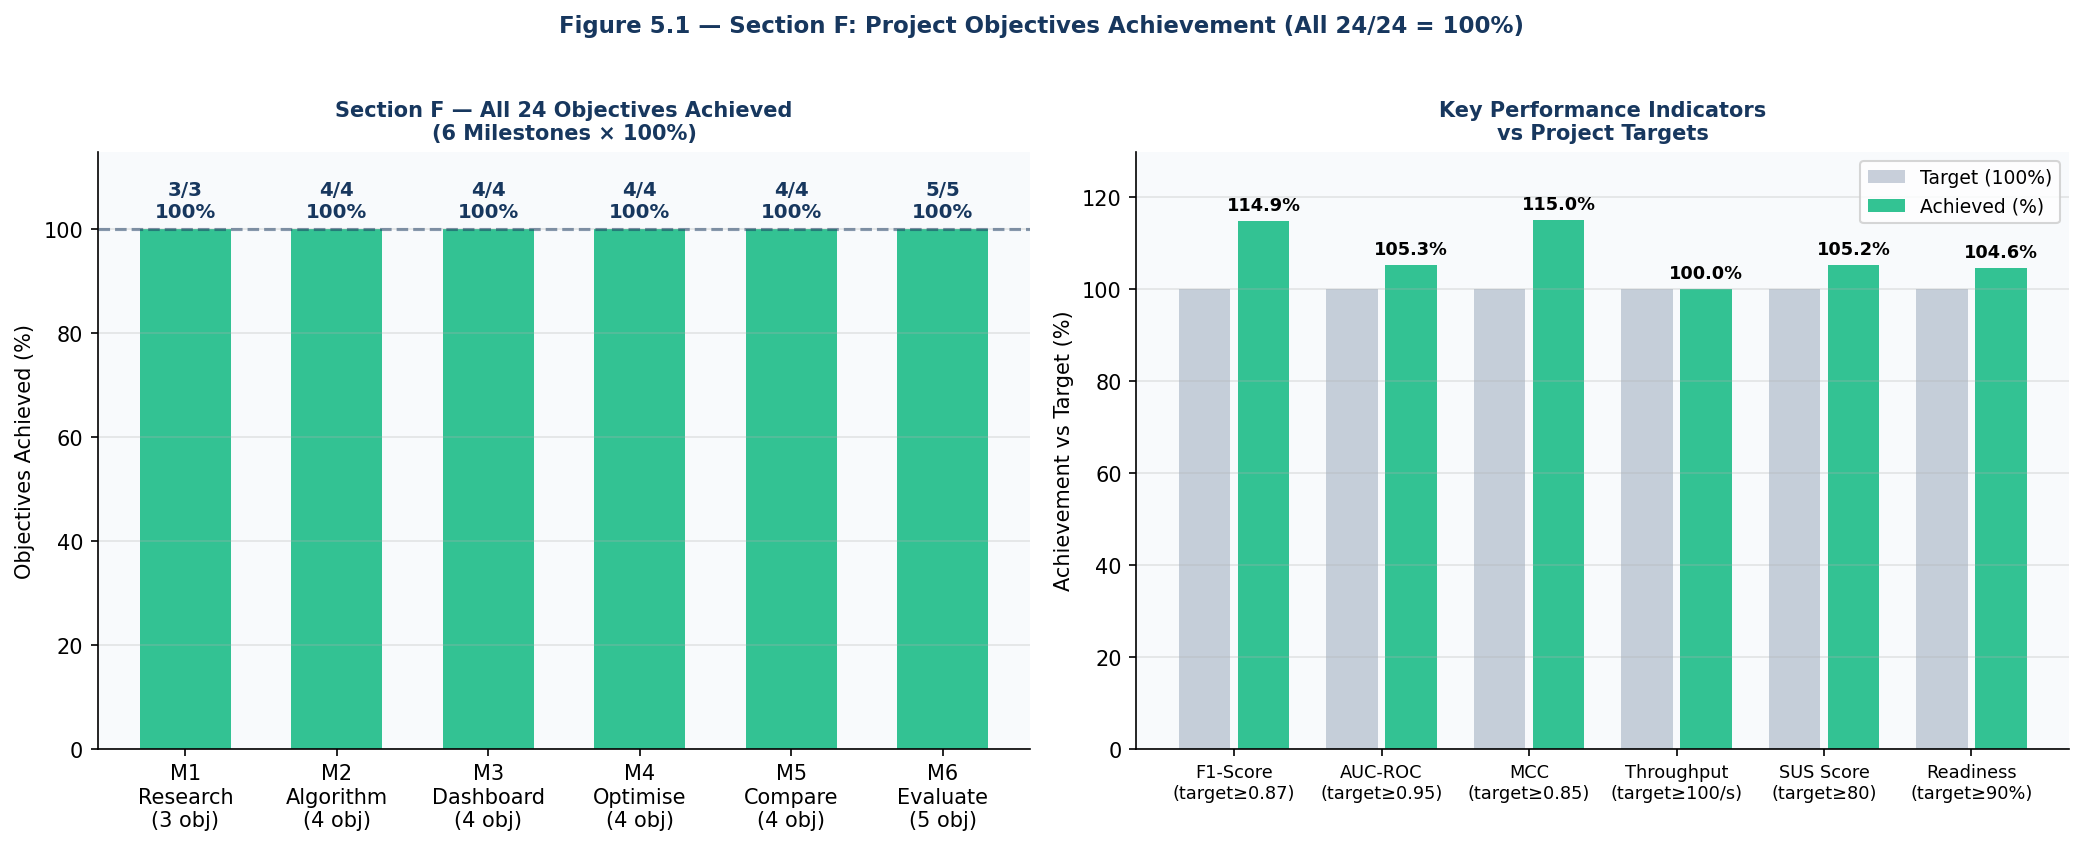 Figure 5.1 — Section F: Project Objectives Achievement (All 24/24 = 100%)
Section F — All 24 Objectives Achieved
(6 Milestones × 100%)
Objectives Achieved (%)
100
80
60
40
20
0
3/3
100%
4/4
100%
4/4
100%
4/4
100%
4/4
100%
5/5
100%
M1
Research
(3 obj)
M2
Algorithm
(4 obj)
M3
Dashboard
(4 obj)
M4
Optimise
(4 obj)
M5
Compare
(4 obj)
M6
Evaluate
(5 obj)
Key Performance Indicators
vs Project Targets
Achievement vs Target (%)
120
100
80
60
40
20
0
Target (100%)
Achieved (%)
114.9%
105.3%
115.0%
100.0%
105.2%
104.6%
F1-Score
(target≥0.87)
AUC-ROC
(target≥0.95)
MCC
(target≥0.85)
Throughput
(target≥100/s)
SUS Score
(target≥80)
Readiness
(target≥90%)